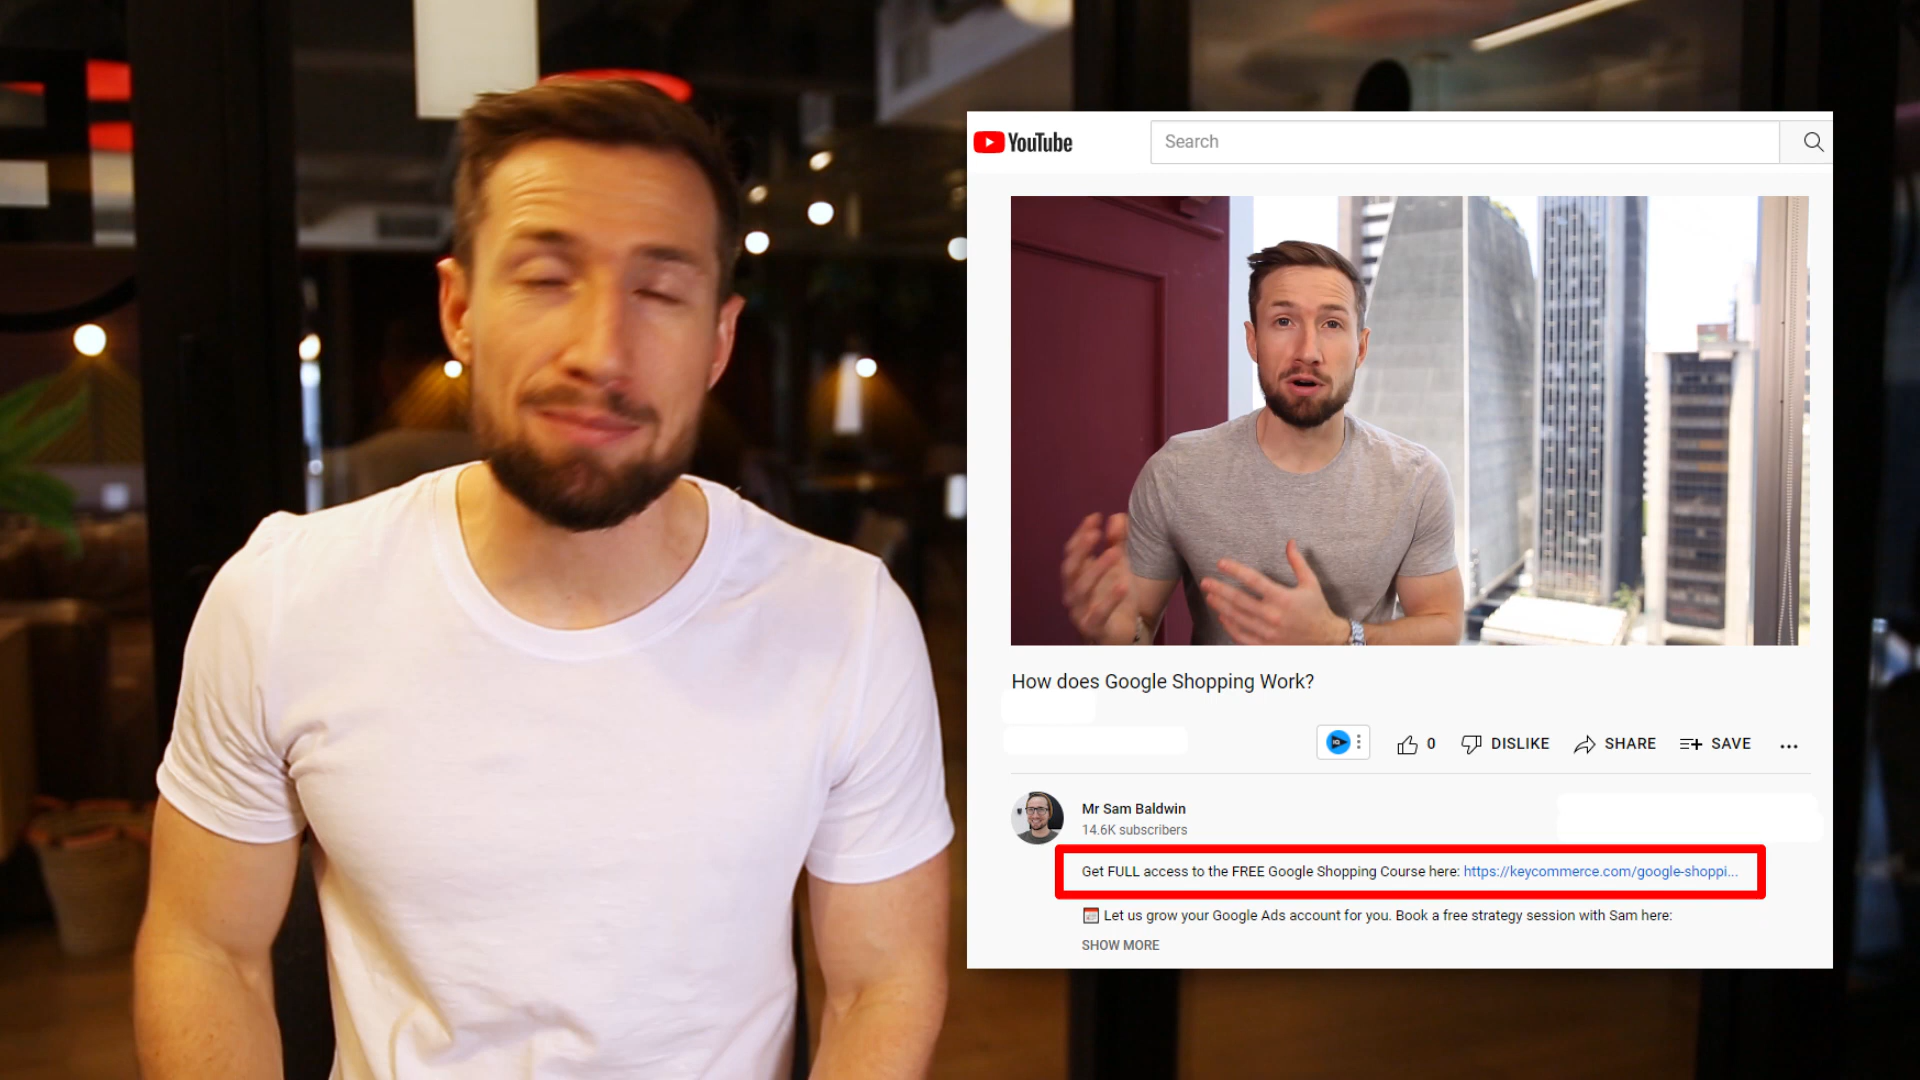 YouTube
Search
How does Google Shopping Work?
0 DISLIKE SHARE SAVE ...
Mr Sam Baldwin
14.6K subscribers
Get FULL access to the FREE Google Shopping Course here: https://keycommerce.com/google-shoppi...
Let us grow your Google Ads account for you. Book a free strategy session with Sam here:
SHOW MORE